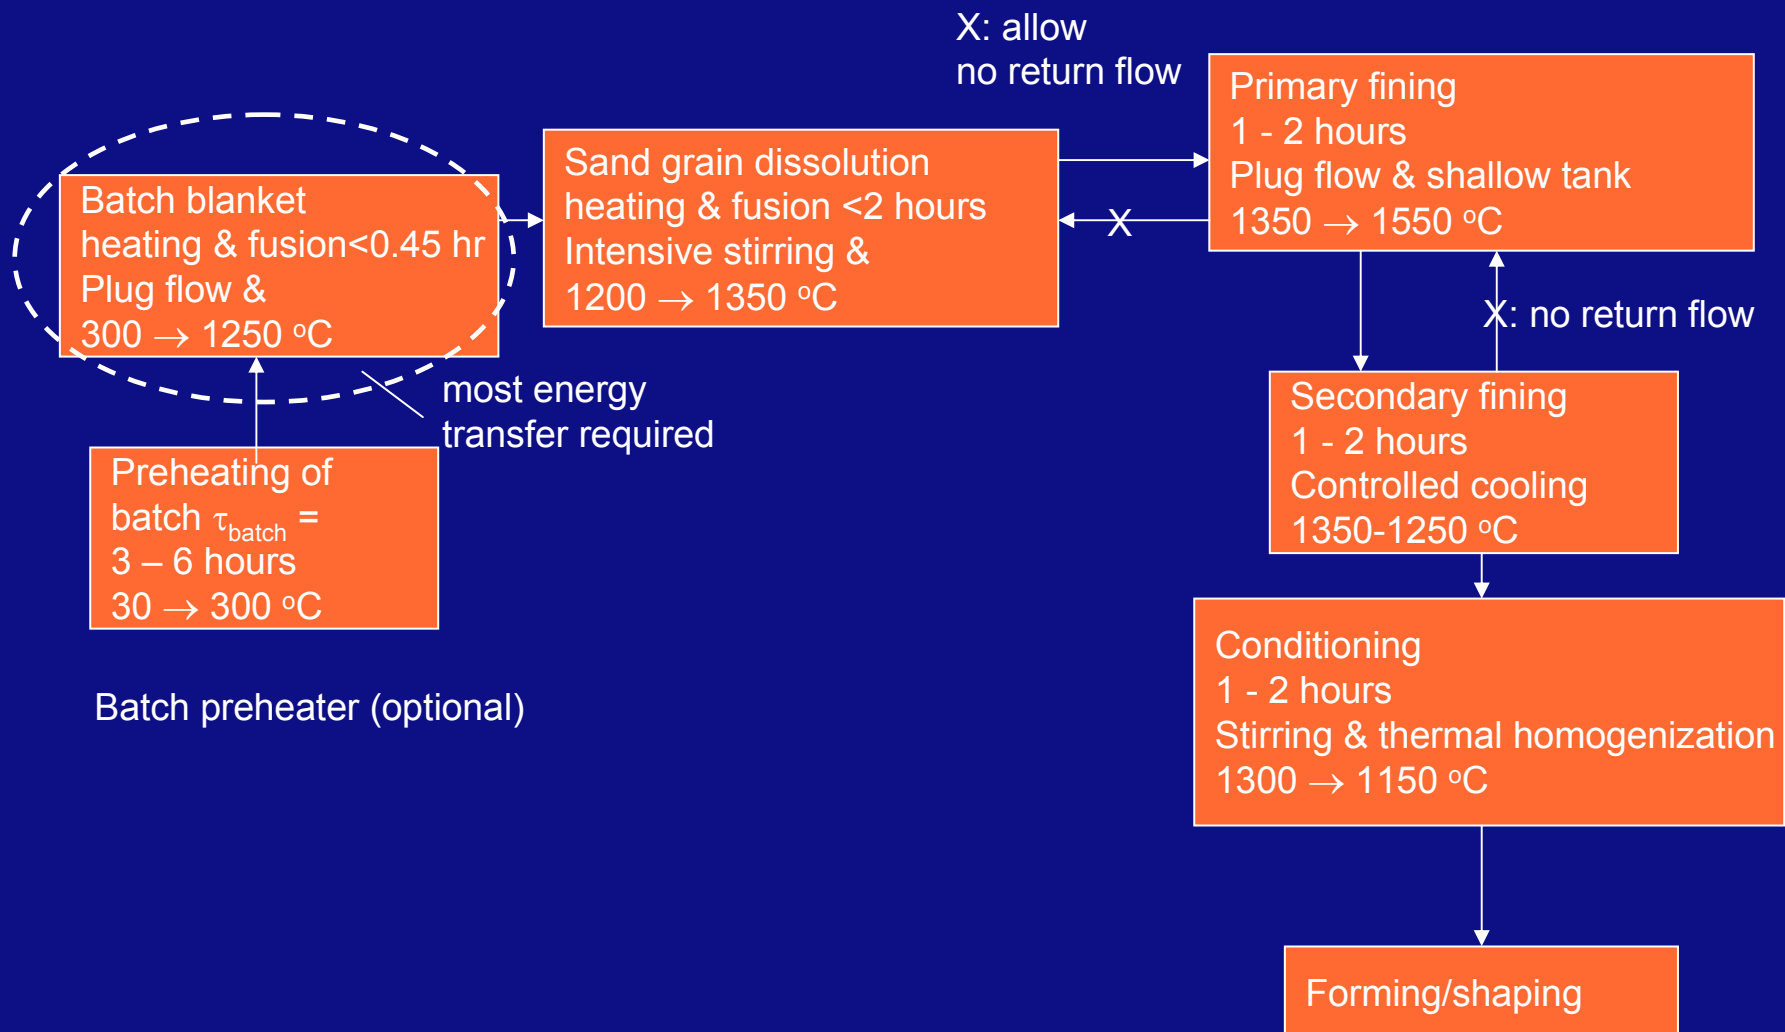 X: allow
no return flow
Batch blanket
heating & fusion<0.45 hr
Plug flow &
300 → 1250 °C
most energy
transfer required
Preheating of
batch τbatch =
3 – 6 hours
30 → 300 °C
Batch preheater (optional)
Sand grain dissolution
heating & fusion <2 hours
Intensive stirring &
1200 → 1350 °C
X
Primary fining
1 - 2 hours
Plug flow & shallow tank
1350 → 1550 °C
X: no return flow
Secondary fining
1 - 2 hours
Controlled cooling
1350-1250 °C
Conditioning
1 - 2 hours
Stirring & thermal homogenization
1300 → 1150 °C
Forming/shaping